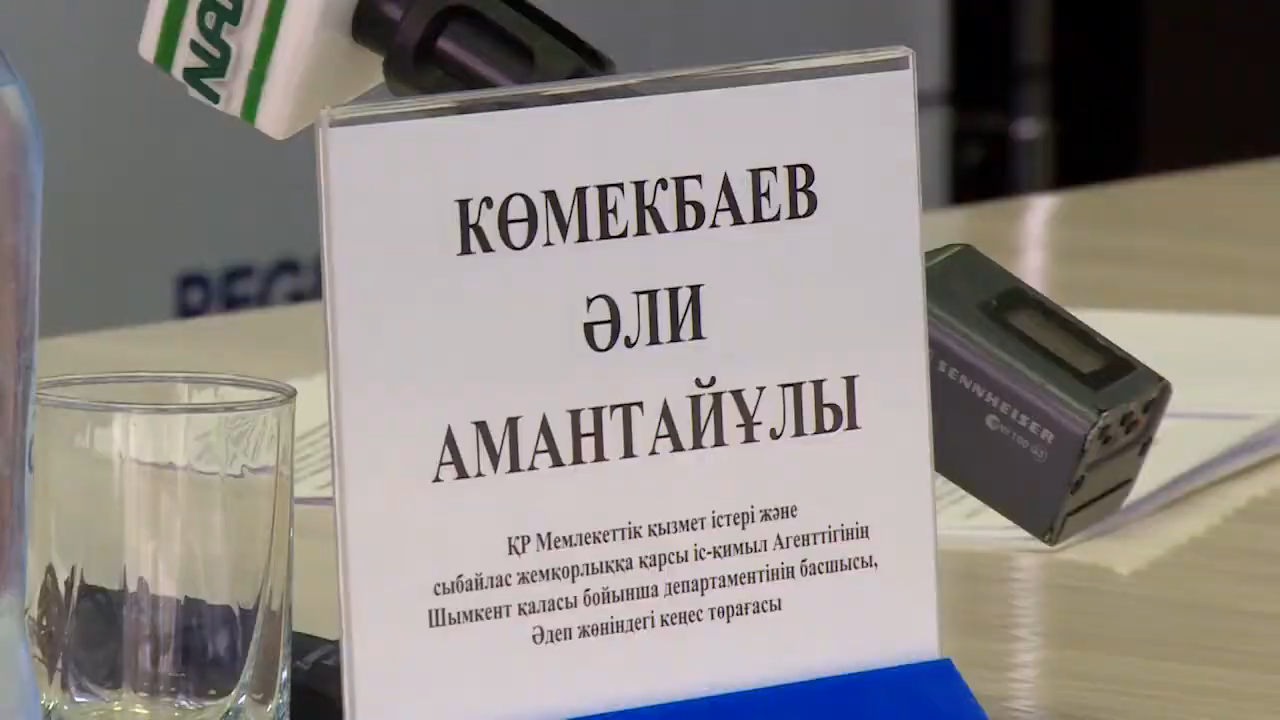 КӨМЕКБАЕВ
ӘЛИ
АМАНТАЙҰЛЫ
ҚР Мемлекеттік қызмет істері және
сыбайлас жемқорлыққа қарсы іс-қимыл Агенттігінің
Шымкент қаласы бойынша департаментінің басшысы,
Әдеп жөніндегі кеңес төрағасы
SENNHEISER